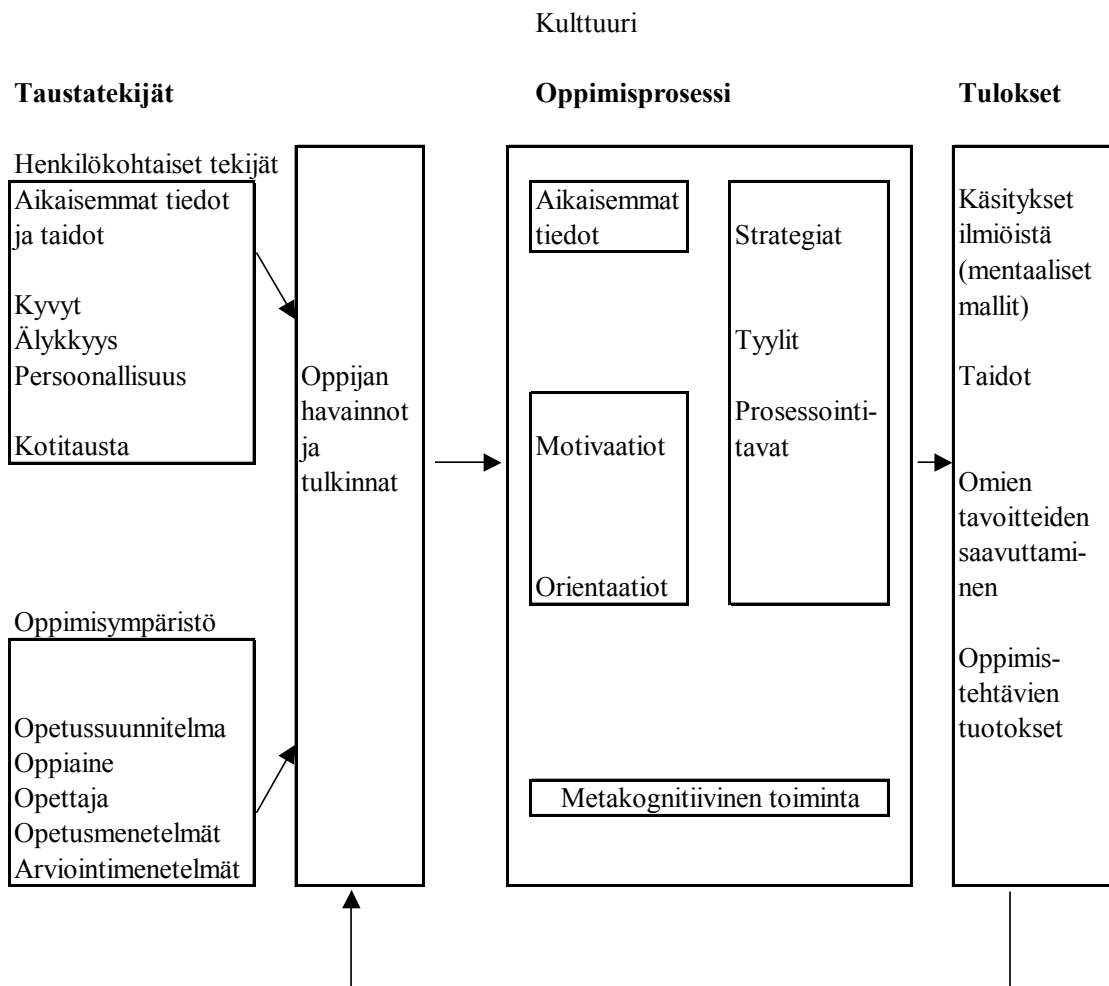 Kulttuuri
Taustatekijät
Oppimisprosessi
Tulokset
Henkilökohtaiset tekijät
Aikaisemmat tiedot
ja taidot
Kyvyt
Älykkyys
Persoonallisuus
Kotitausta
Oppimisympäristö
Opetussuunnitelma
Oppiaine
Opettaja
Opetusmenetelmät
Arviointimenetelmät
Oppijan
havainnot
ja
tulkinnat
Aikaisemmat
tiedot
Motivaatiot
Orientaatiot
Strategiat
Tyylit
Prosessointi-
tavat
Metakognitiivinen toiminta
Käsitykset
ilmiöistä
(mentaaliset
mallit)
Taidot
Omien
tavoitteiden
saavuttami-
nen
Oppimis-
tehtävien
tuotokset